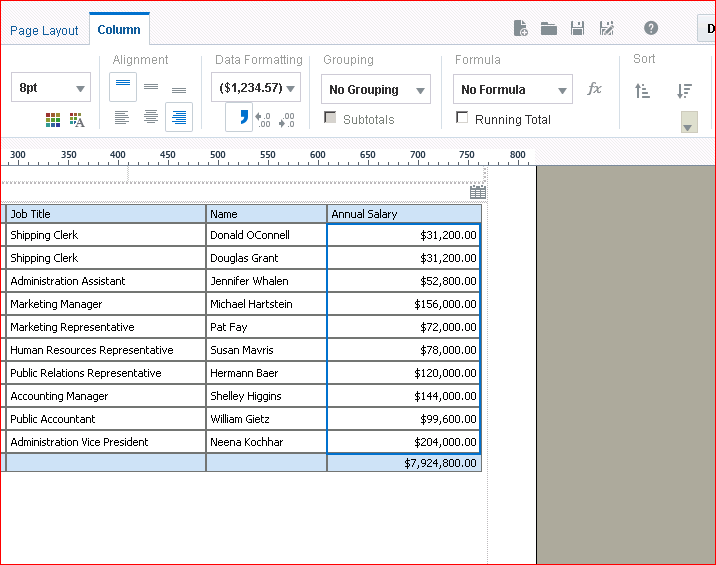 Page Layout Column D
Alignment Data Formatting Grouping Formula Sort
8pt ($1,234.57) No Grouping No Formula fx
, .0 .00 .00 .0 Subtotals Running Total
300 350 400 450 500 550 600 650 700 750 800
Job Title Name Annual Salary
Shipping Clerk Donald OConnell $31,200.00
Shipping Clerk Douglas Grant $31,200.00
Administration Assistant Jennifer Whalen $52,800.00
Marketing Manager Michael Hartstein $156,000.00
Marketing Representative Pat Fay $72,000.00
Human Resources Representative Susan Mavris $78,000.00
Public Relations Representative Hermann Baer $120,000.00
Accounting Manager Shelley Higgins $144,000.00
Public Accountant William Gietz $99,600.00
Administration Vice President Neena Kochhar $204,000.00
$7,924,800.00